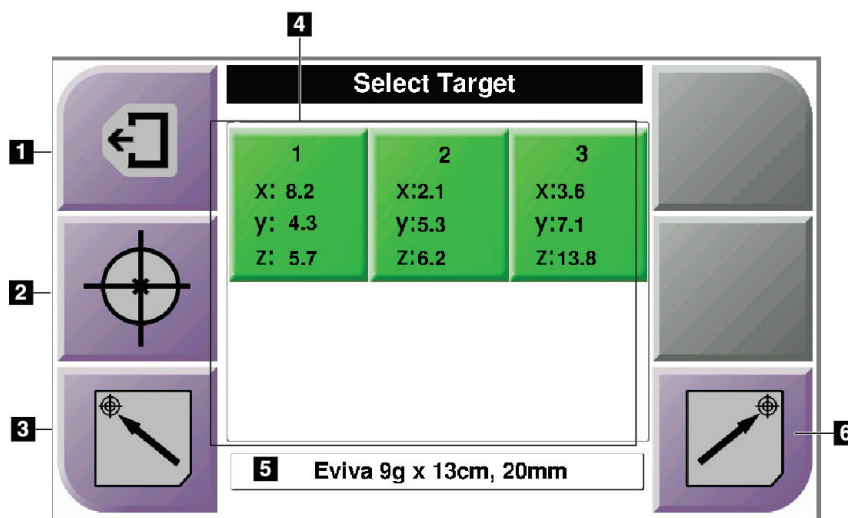 4
Select Target
1
1 2 3
x: 8.2 x:2.1 x:3.6
y: 4.3 y:5.3 y:7.1
z: 5.7 z:6.2 z:13.8
2
3
6
5 Eviva 9g x 13cm, 20mm